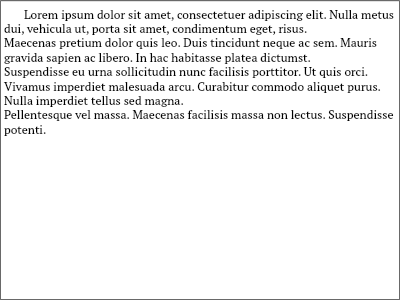 Lorem ipsum dolor sit amet, consectetuer adipiscing elit. Nulla metus
dui, vehicula ut, porta sit amet, condimentum eget, risus.
Maecenas pretium dolor quis leo. Duis tincidunt neque ac sem. Mauris
gravida sapien ac libero. In hac habitasse platea dictumst.
Suspendisse eu urna sollicitudin nunc facilisis porttitor. Ut quis orci.
Vivamus imperdiet malesuada arcu. Curabitur commodo aliquet purus.
Nulla imperdiet tellus sed magna.
Pellentesque vel massa. Maecenas facilisis massa non lectus. Suspendisse
potenti.